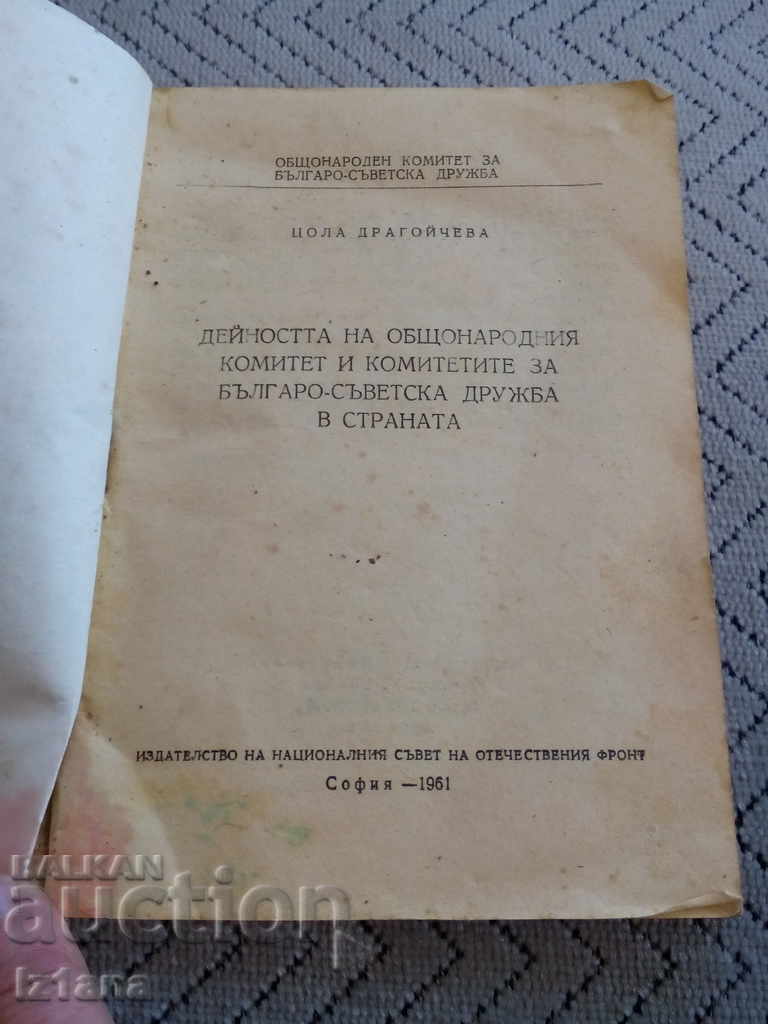 ОБЩОНАРОДЕН КОМИТЕТ ЗА
БЪЛГАРО-СЪВЕТСКА ДРУЖБА
ЦОЛА ДРАГОЙЧЕВА
ДЕЙНОСТТА НА ОБЩОНАРОДНИЯ
КОМИТЕТ И КОМИТЕТИТЕ ЗА
БЪЛГАРО-СЪВЕТСКА ДРУЖБА
В СТРАНАТА
ИЗДАТЕЛСТВО НА НАЦИОНАЛНИЯ СЪВЕТ НА ОТЕЧЕСТВЕНИЯ ФРОНТ
София —1961
BALKAN
auction
iz1ana